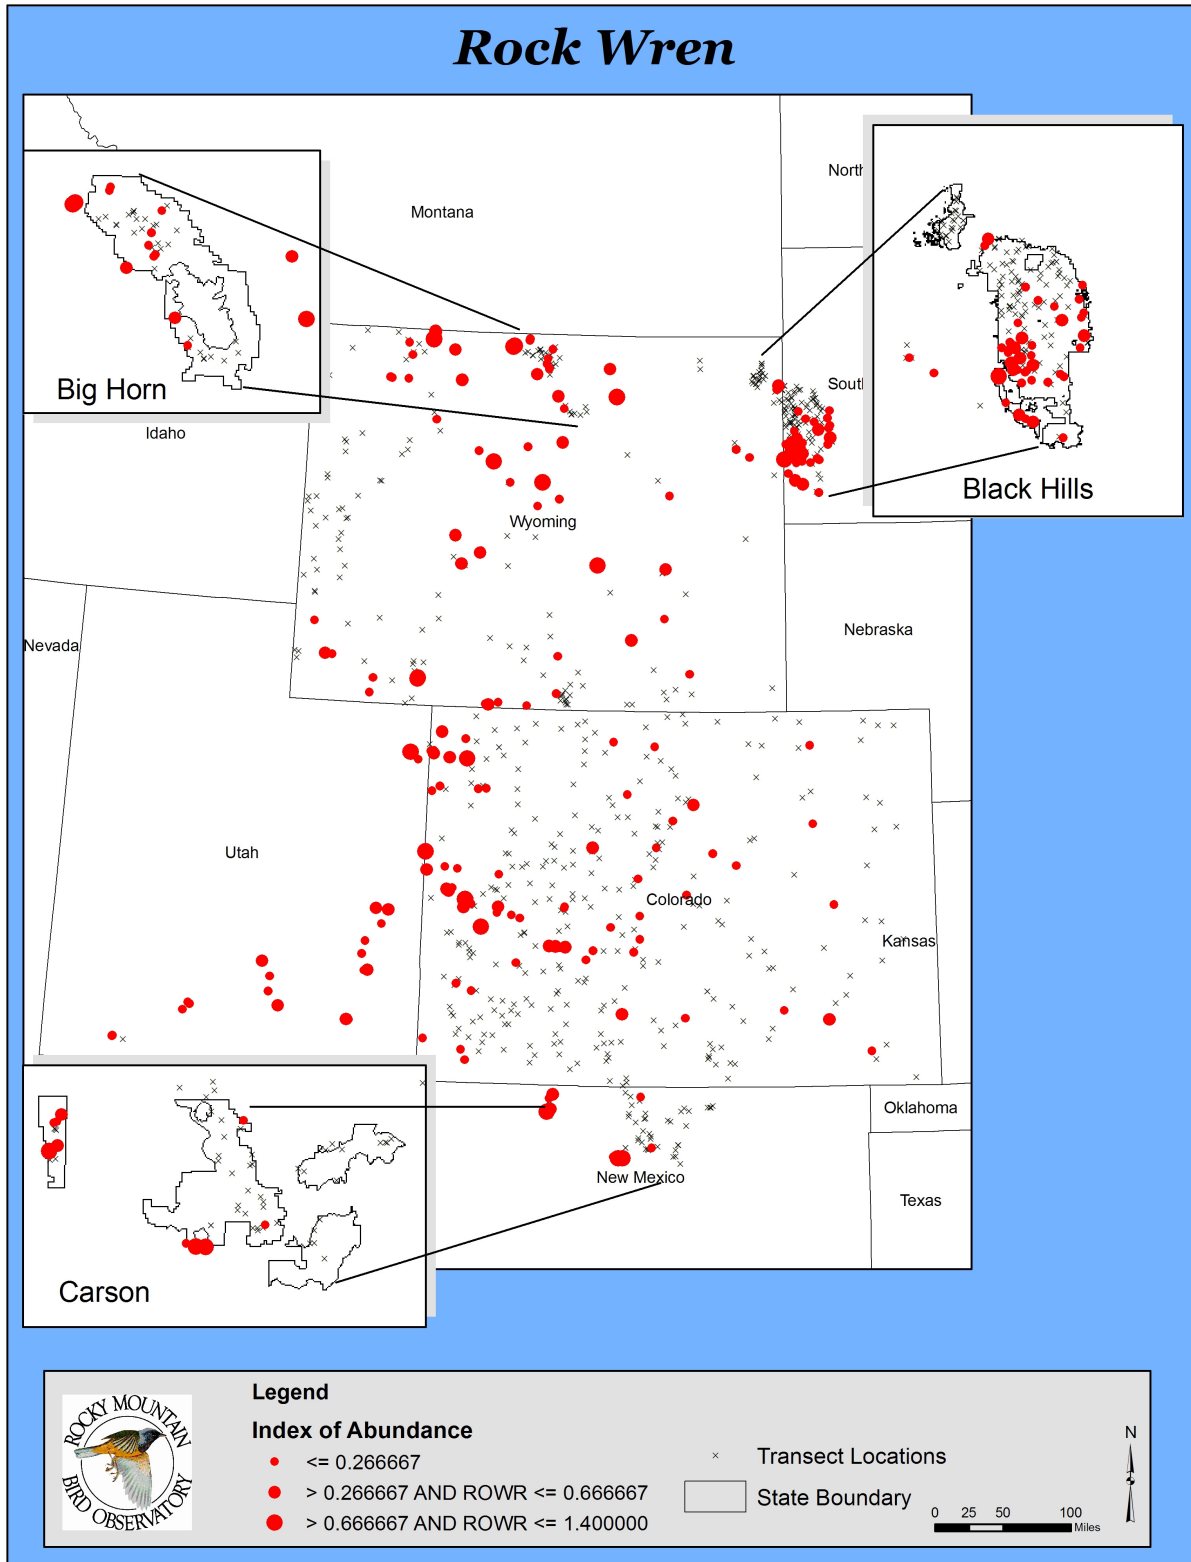 Rock Wren
North
Montana
South
Big Horn
Idaho
Black Hills
Wyoming
Nevada
Nebraska
Utah
Colorado
Kansas
Oklahoma
New Mexico
Texas
Carson
Legend
Index of Abundance
<= 0.266667
> 0.266667 AND ROWR <= 0.666667
> 0.666667 AND ROWR <= 1.400000
Transect Locations
State Boundary
N
0 25 50 100
Miles
ROCKY MOUNTAIN
BIRD OBSERVATORY